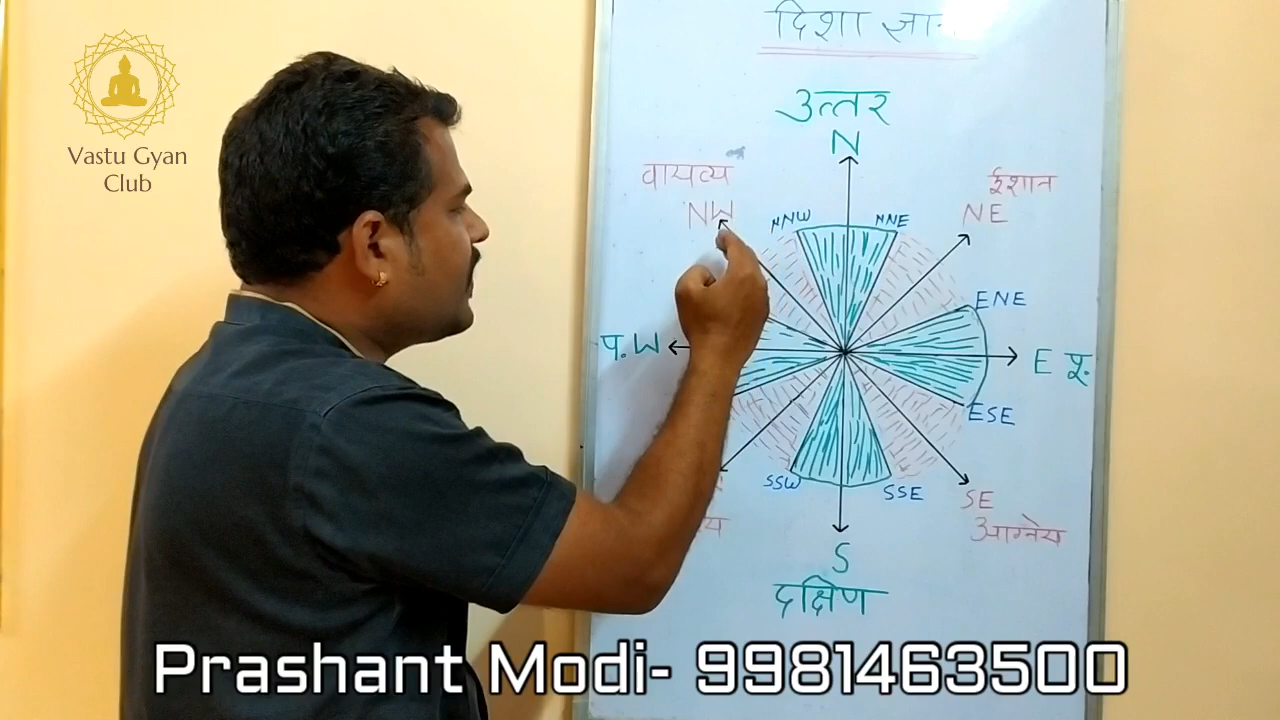 Vastu Gyan
Club
दिशा ज्ञान
उत्तर
N
वायव्य
NW
NNW
NNE
ईशान
NE
ENE
प. W
E पू.
ESE
SSW
SSE
SE
आग्नेय
S
दक्षिण
Prashant Modi- 9981463500